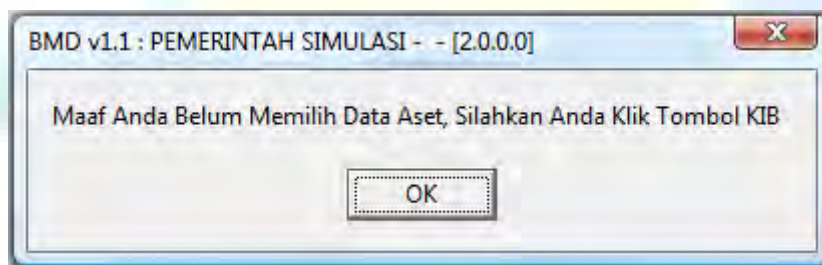 BMD v1.1 : PEMERINTAH SIMULASI - - [2.0.0.0]
Maaf Anda Belum Memilih Data Aset, Silahkan Anda Klik Tombol KIB
OK